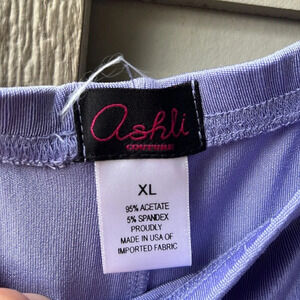 ashli
COUTURE
XL
95% ACETATE
5% SPANDEX
PROUDLY
MADE IN USA OF
IMPORTED FABRIC